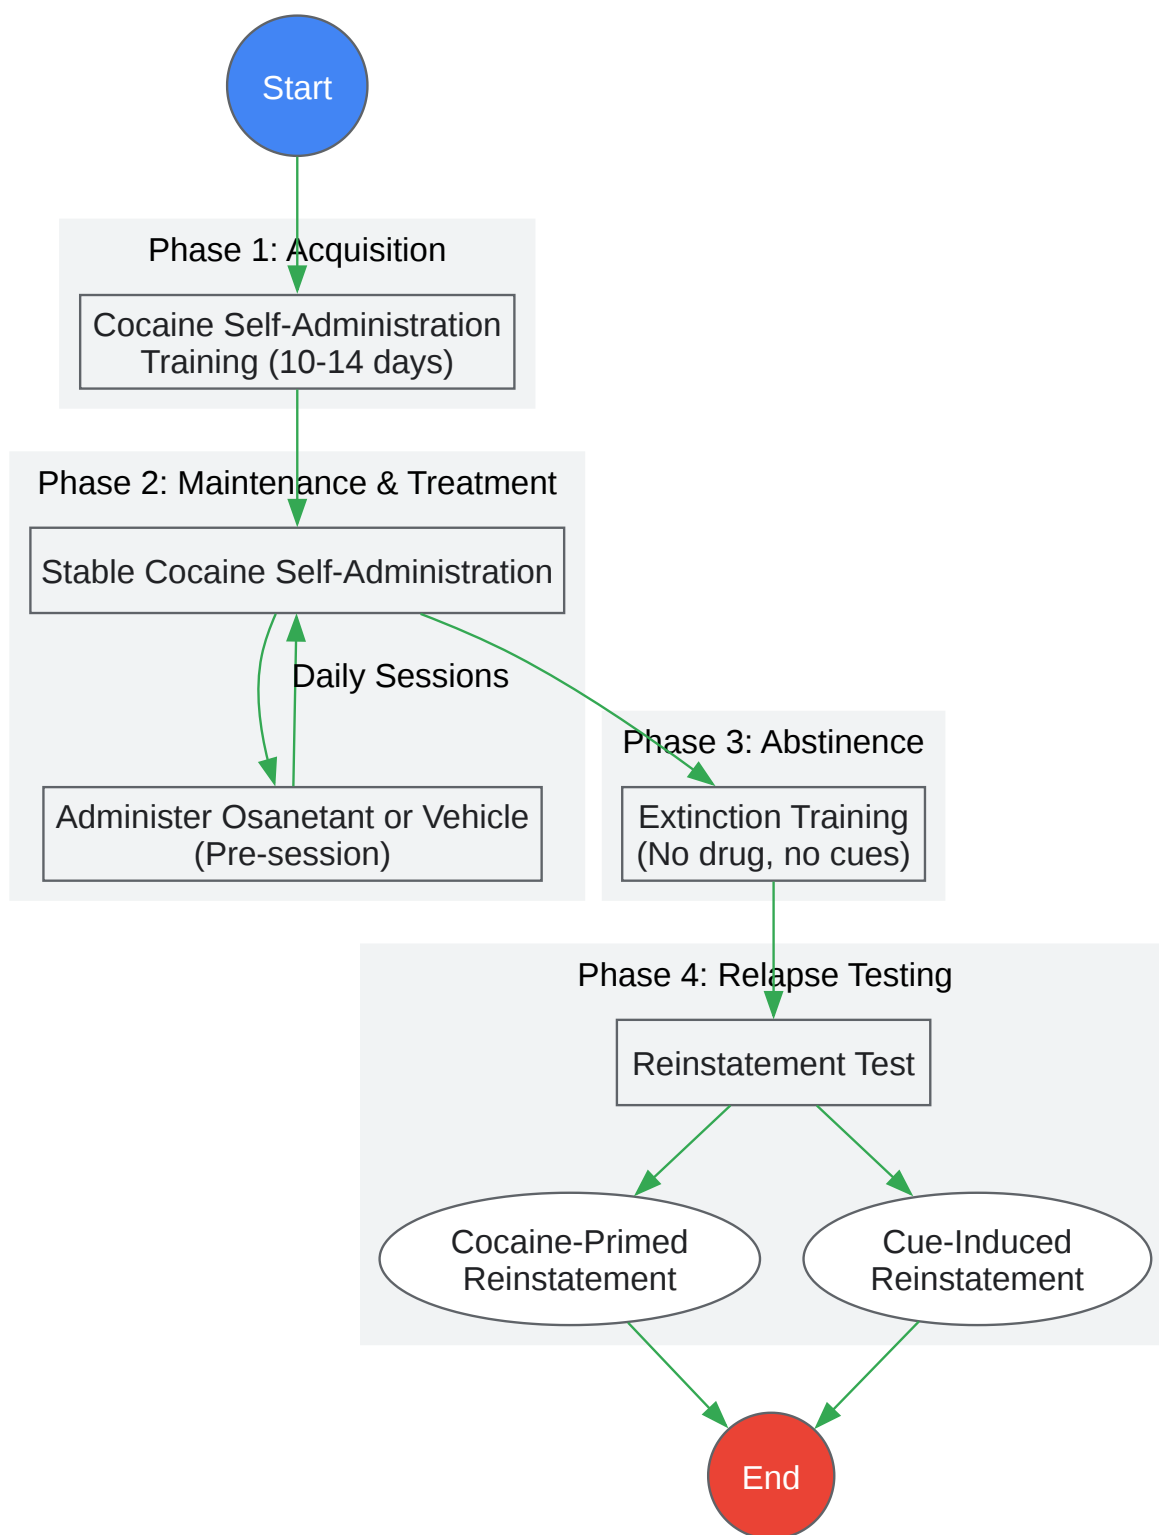 Start
Phase 1: Acquisition
Cocaine Self-Administration
Training (10-14 days)
Phase 2: Maintenance & Treatment
Stable Cocaine Self-Administration
Daily Sessions
Administer Osanetant or Vehicle
(Pre-session)
Phase 3: Abstinence
Extinction Training
(No drug, no cues)
Phase 4: Relapse Testing
Reinstatement Test
Cocaine-Primed
Reinstatement
Cue-Induced
Reinstatement
End